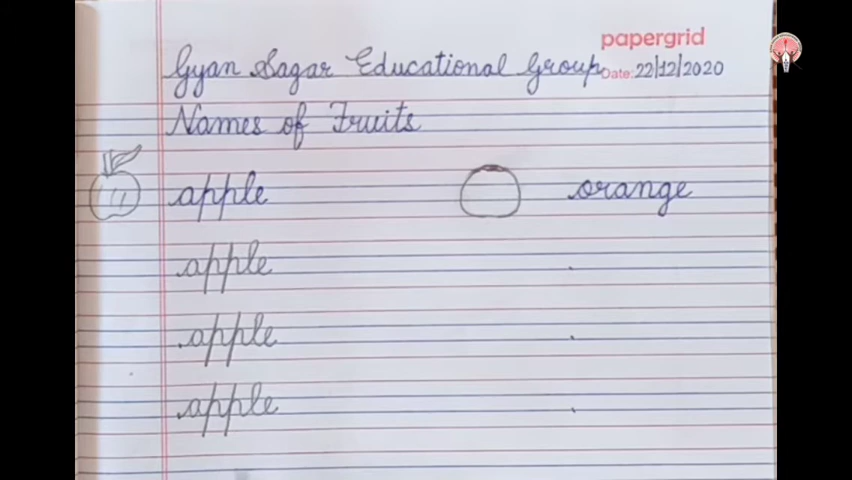 papergrid
Gyan Sagar Educational Group Date: 22/12/2020
Names of Fruits
apple orange
apple
apple
apple